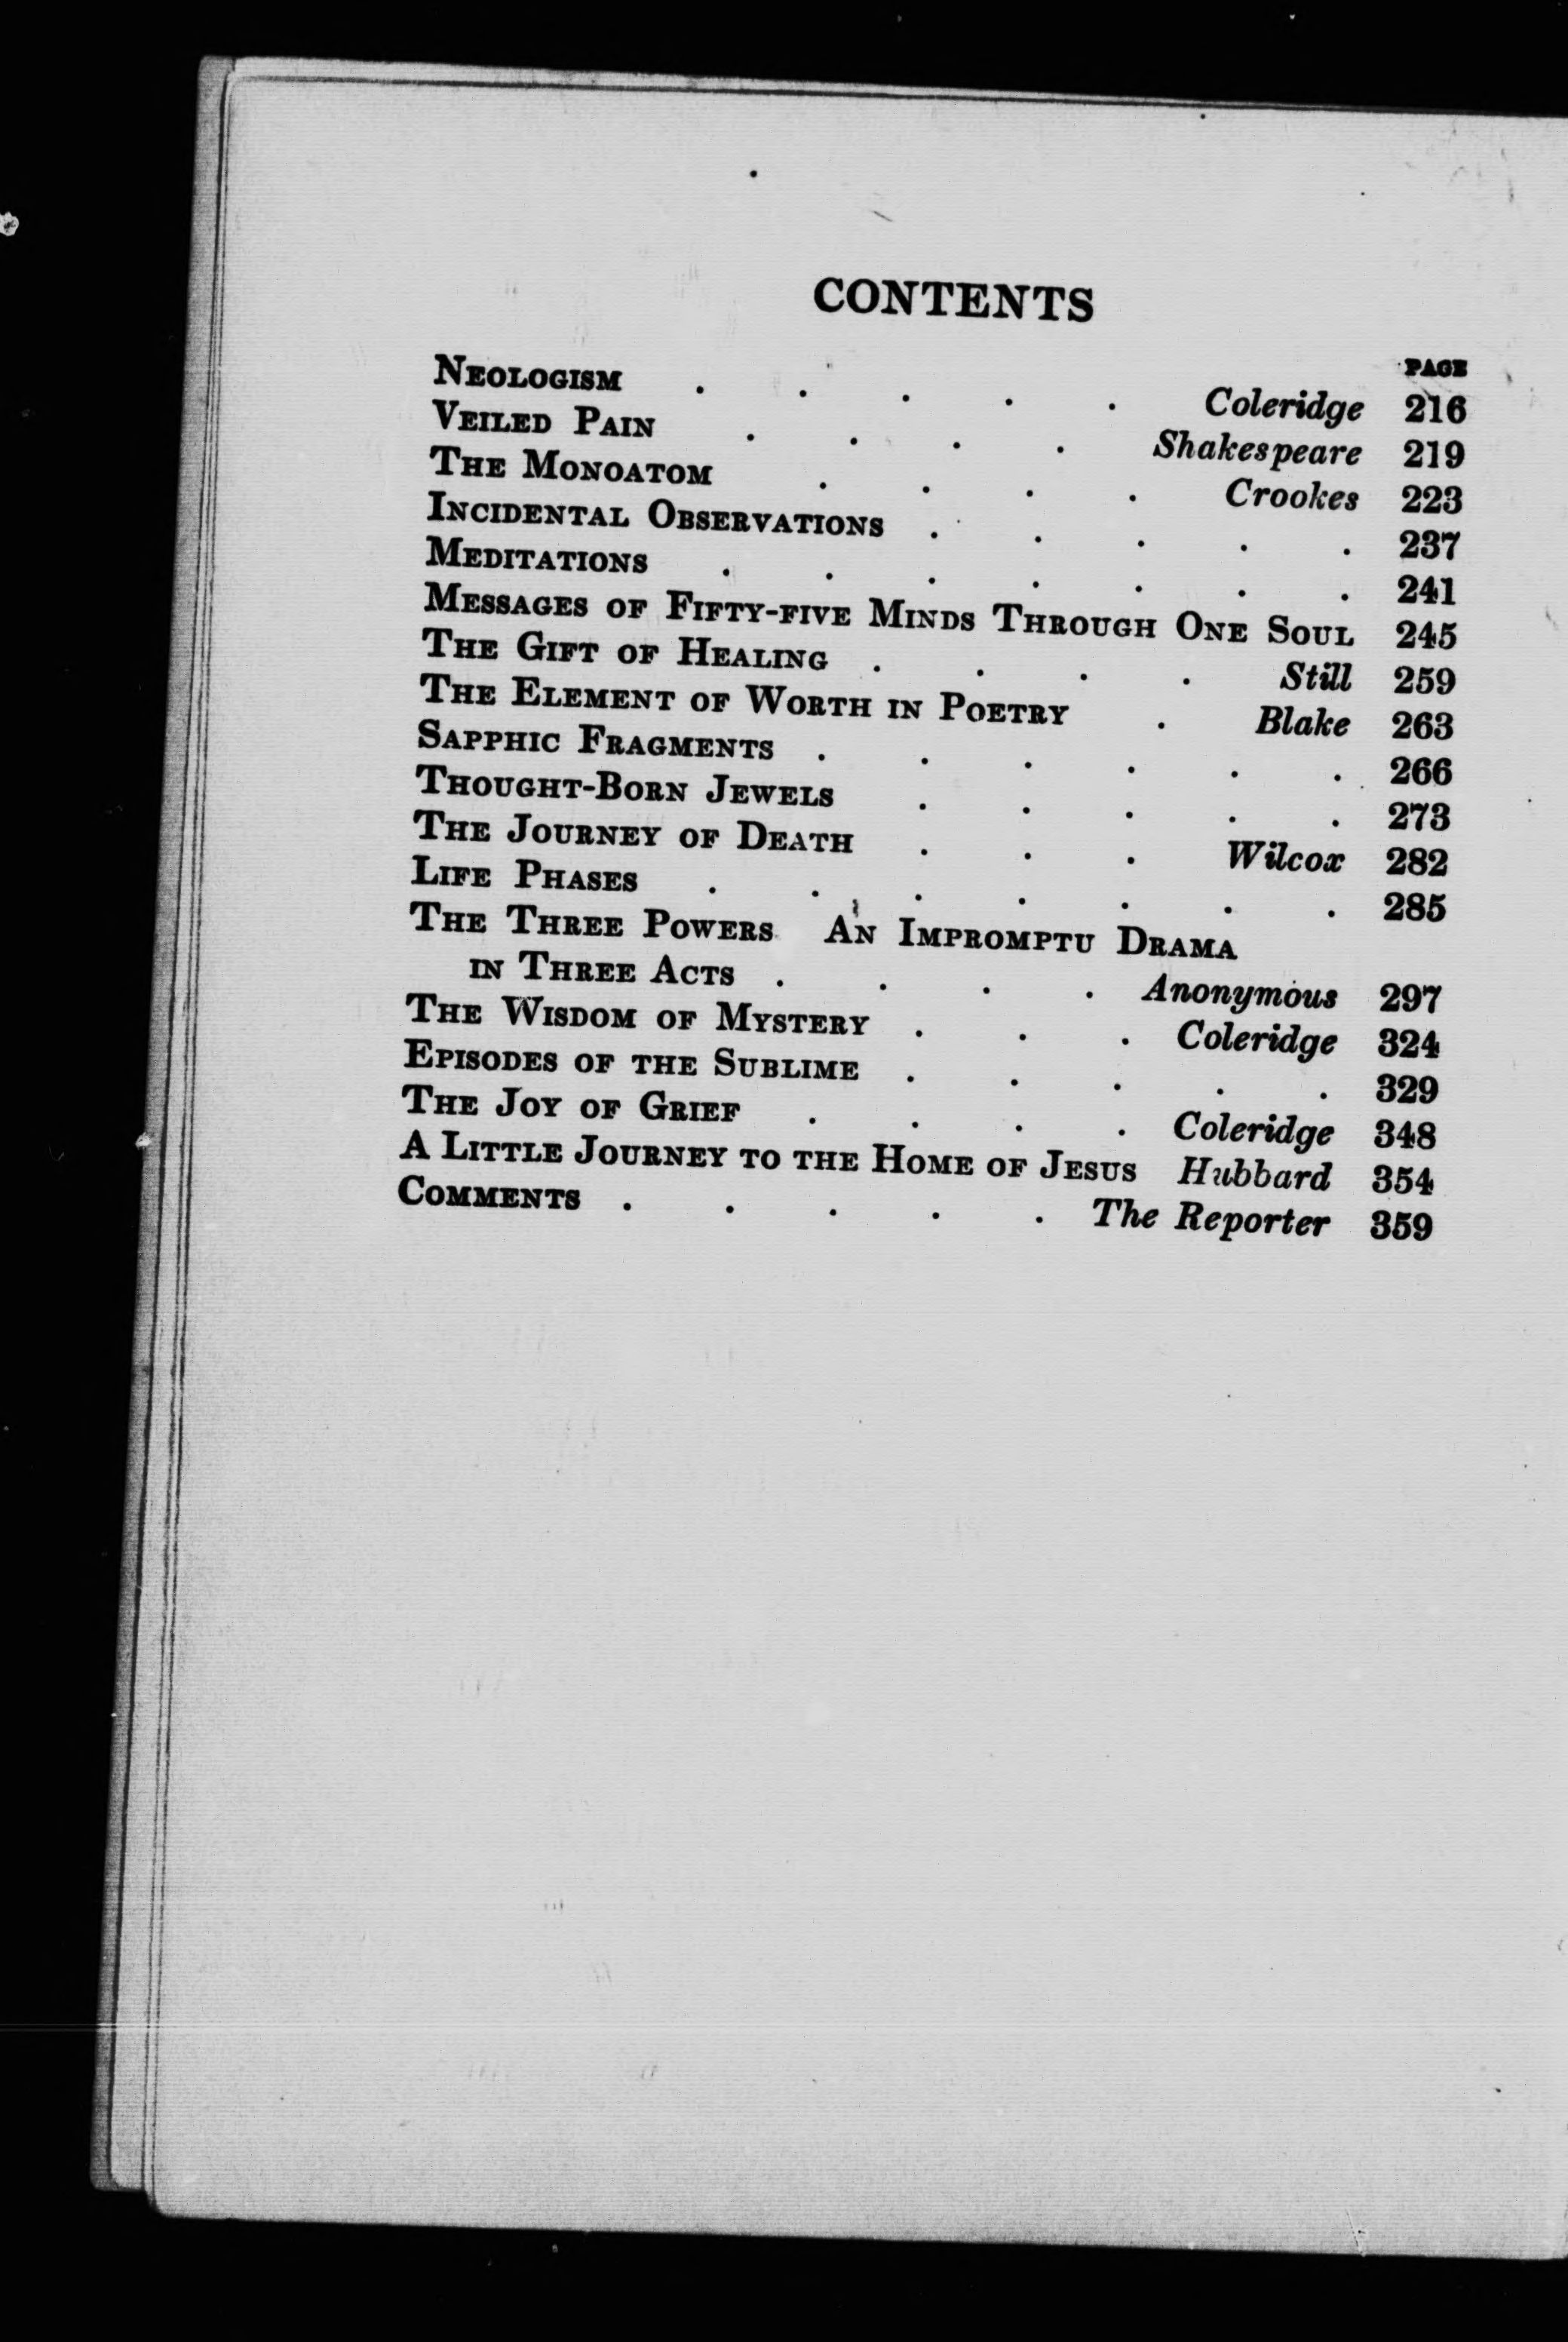 CONTENTS
PAGE
NEOLOGISM . . . . . Coleridge 216
VEILED PAIN . . . . Shakespeare 219
THE MONOATOM . . . . Crookes 223
INCIDENTAL OBSERVATIONS . . . . . 237
MEDITATIONS . . . . . . . 241
MESSAGES OF FIFTY-FIVE MINDS THROUGH ONE SOUL 245
THE GIFT OF HEALING . . . . Still 259
THE ELEMENT OF WORTH IN POETRY . Blake 263
SAPPHIC FRAGMENTS . . . . . . 266
THOUGHT-BORN JEWELS . . . . . 273
THE JOURNEY OF DEATH . . . Wilcox 282
LIFE PHASES . . . . . . . 285
THE THREE POWERS AN IMPROMPTU DRAMA
IN THREE ACTS . . . . Anonymous 297
THE WISDOM OF MYSTERY . . . Coleridge 324
EPISODES OF THE SUBLIME . . . . . 329
THE JOY OF GRIEF . . . . Coleridge 348
A LITTLE JOURNEY TO THE HOME OF JESUS Hubbard 354
COMMENTS . . . . . The Reporter 359